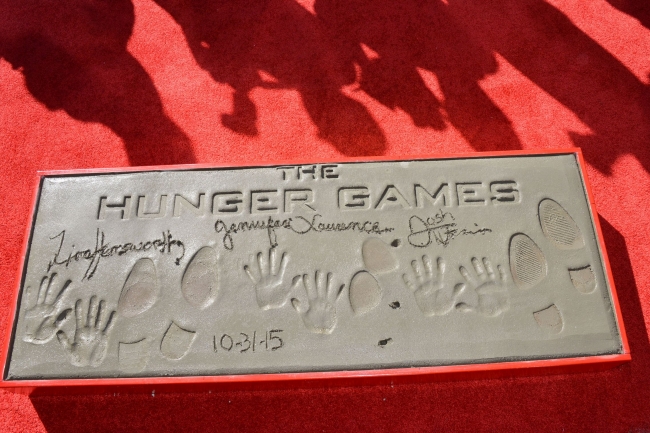 THE
HUNGER GAMES
Liam Hemsworth
Jennifer Lawrence
Josh
10-31-15